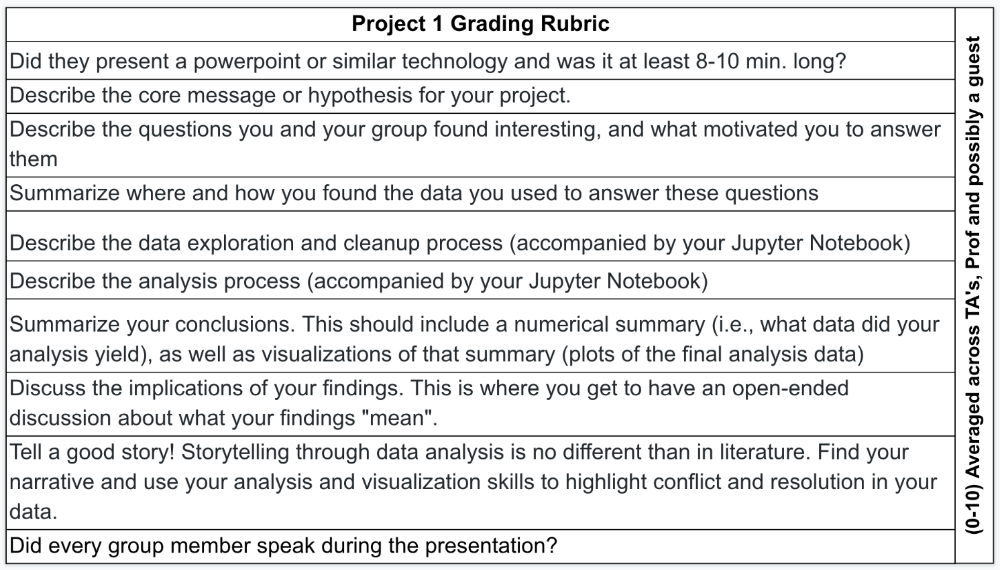 Project 1 Grading Rubric
Did they present a powerpoint or similar technology and was it at least 8-10 min. long?
Describe the core message or hypothesis for your project.
Describe the questions you and your group found interesting, and what motivated you to answer
them
Summarize where and how you found the data you used to answer these questions
Describe the data exploration and cleanup process (accompanied by your Jupyter Notebook)
Describe the analysis process (accompanied by your Jupyter Notebook)
Summarize your conclusions. This should include a numerical summary (i.e., what data did your
analysis yield), as well as visualizations of that summary (plots of the final analysis data)
Discuss the implications of your findings. This is where you get to have an open-ended
discussion about what your findings "mean".
Tell a good story! Storytelling through data analysis is no different than in literature. Find your
narrative and use your analysis and visualization skills to highlight conflict and resolution in your
data.
Did every group member speak during the presentation?
(0-10) Averaged across TA's, Prof and possibly a guest